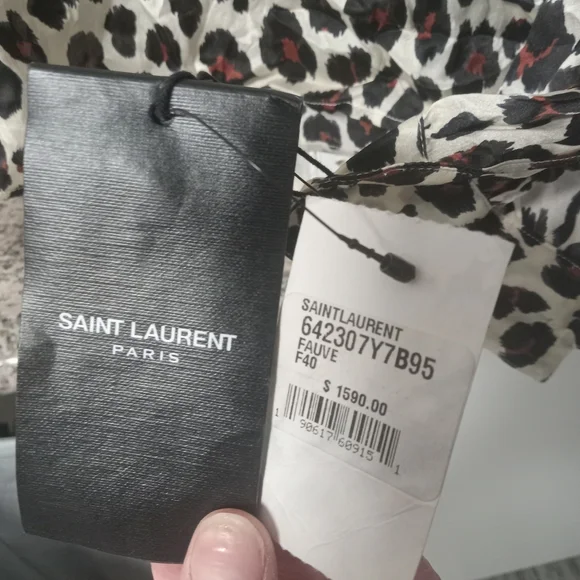 SAINT LAURENT
PARIS
SAINTLAURENT
642307Y7B95
FAUVE
F40
$ 1590.00
1 90617 60915 1